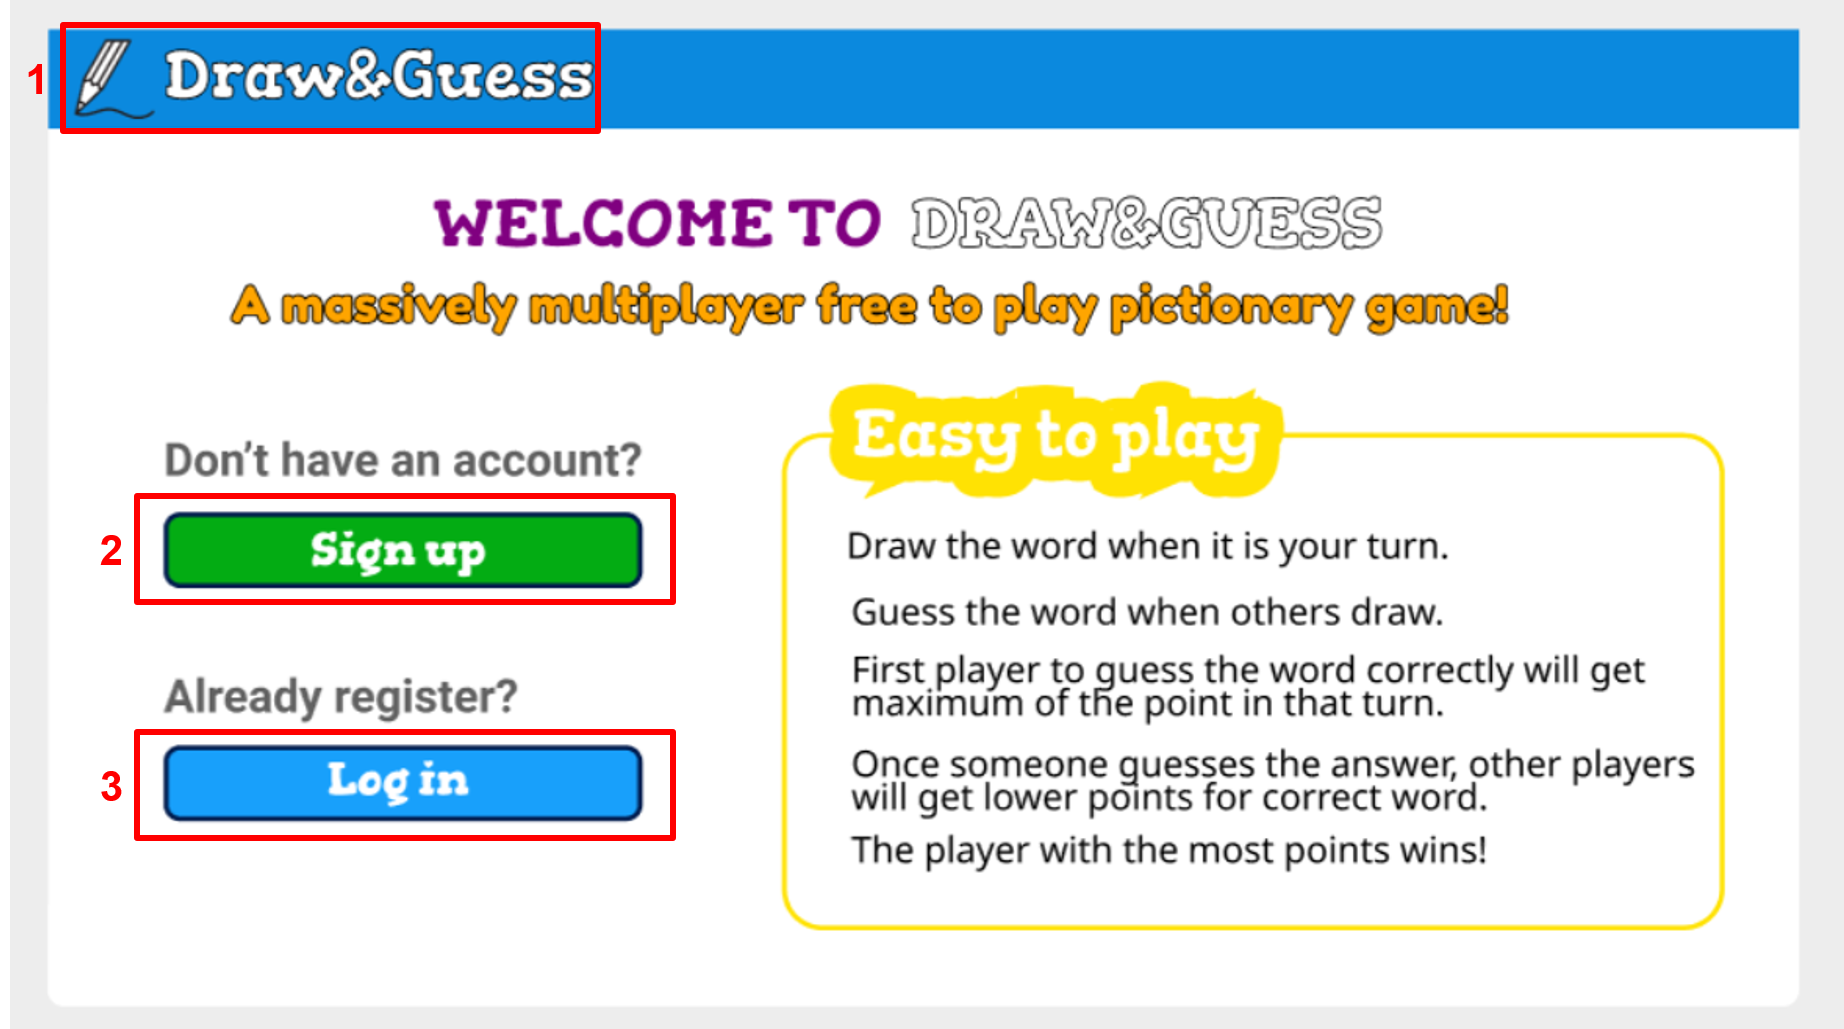 1 Draw&Guess
WELCOME TO DRAW&GUESS
A massively multiplayer free to play pictionary game!
Don't have an account?
2 Sign up
Already register?
3 Log in
Easy to play
Draw the word when it is your turn.
Guess the word when others draw.
First player to guess the word correctly will get
maximum of the point in that turn.
Once someone guesses the answer, other players
will get lower points for correct word.
The player with the most points wins!